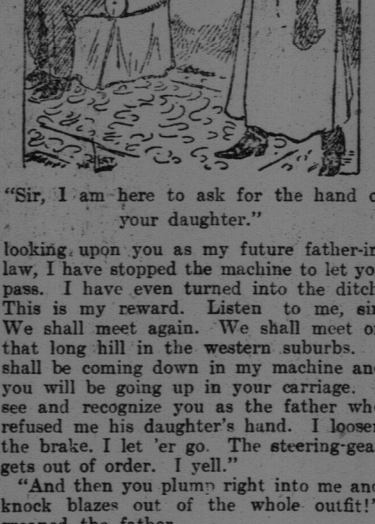 "Sir, I am here to ask for the hand
your daughter."
looking upon you as my future father-in
law, I have stopped the machine to let yo
pass. I have even turned into the ditch
This is my reward. Listen to me, sir
We shall meet again. We shall meet o
that long hill in the western suburbs.
shall be coming down in my machine an
you will be going up in your carriage.
see and recognize you as the father wh
refused me his daughter's hand. I loosen
the brake. I let 'er go. The steering-gea
gets out of order. I yell."
"And then you plump right into me an
knock blazes out of the whole outfit!"
the father